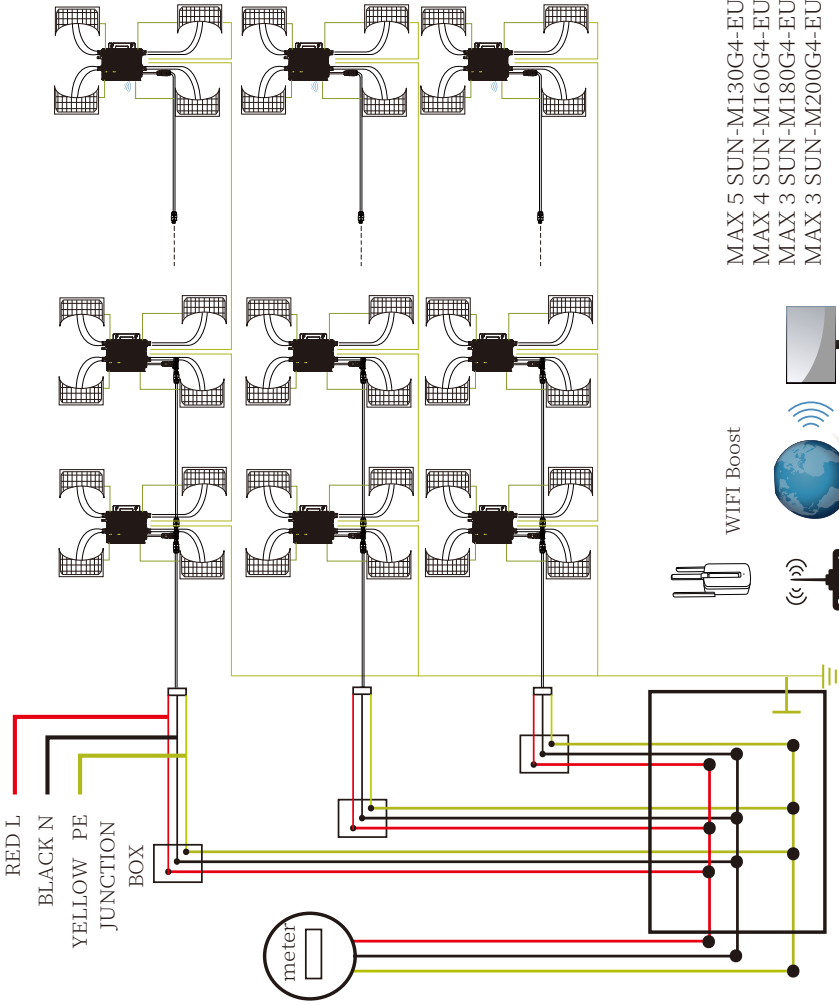 RED L
BLACK N
YELLOW PE
JUNCTION
BOX
meter
WIFI Boost
MAX 5 SUN-M130G4-EU
MAX 4 SUN-M160G4-EU
MAX 3 SUN-M180G4-EU
MAX 3 SUN-M200G4-EU